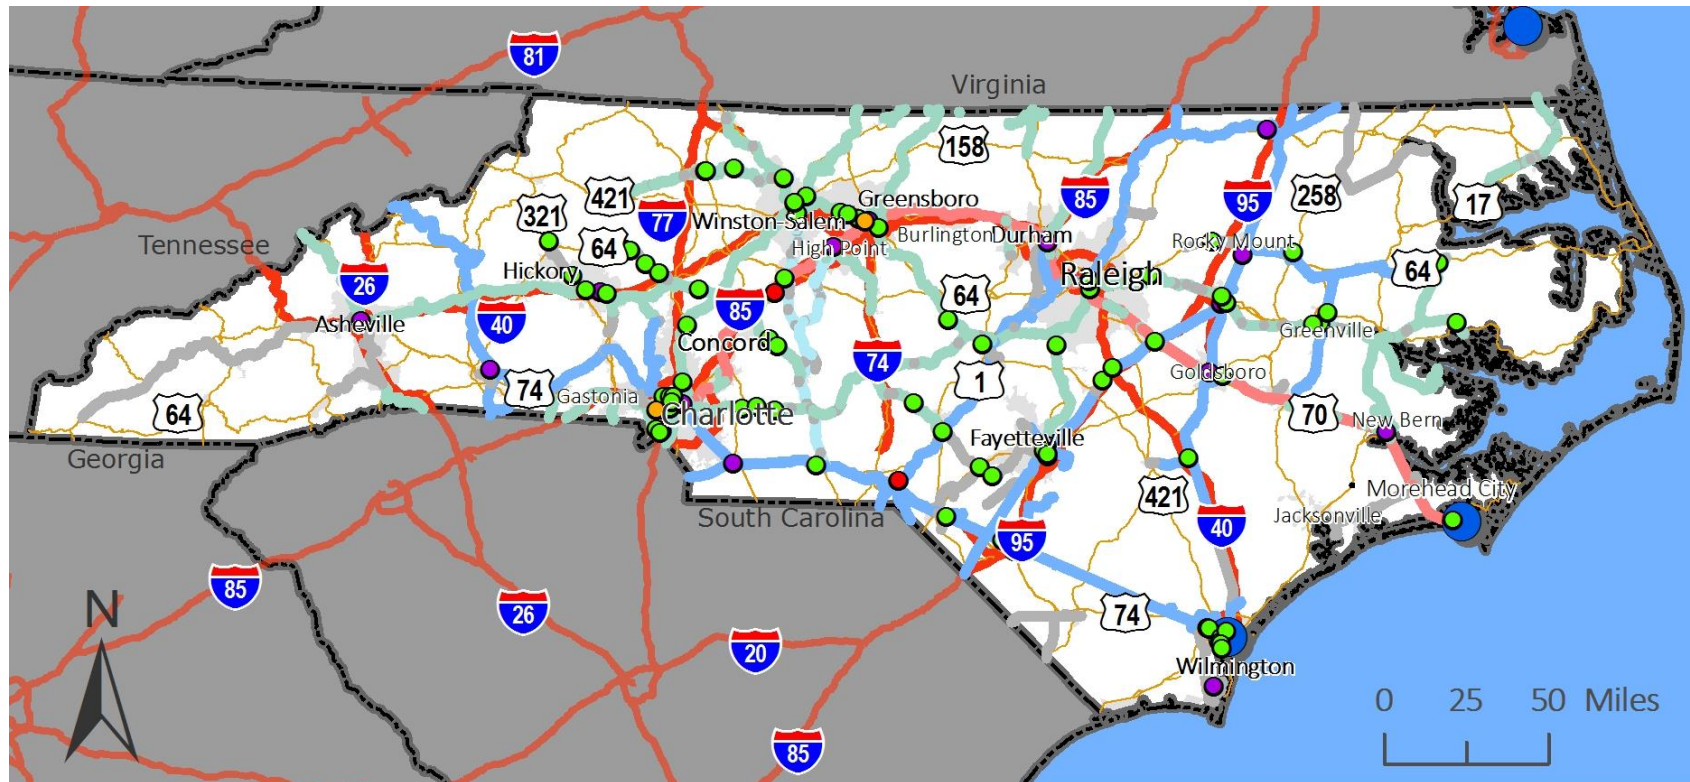 81
Virginia
158
85
421
321
77
Greensboro
258
95
17
Winston-Salem
Burlington
Durham
Tennessee
64
High Point
Rocky Mount
Hickory
Raleigh
64
26
64
85
40
Asheville
Greenville
Concord
74
1
Goldsboro
74
Gastonia
64
Charlotte
70
New Bern
Fayetteville
Georgia
421
Morehead City
South Carolina
Jacksonville
40
95
85
N
26
74
20
Wilmington
0 25 50 Miles
85